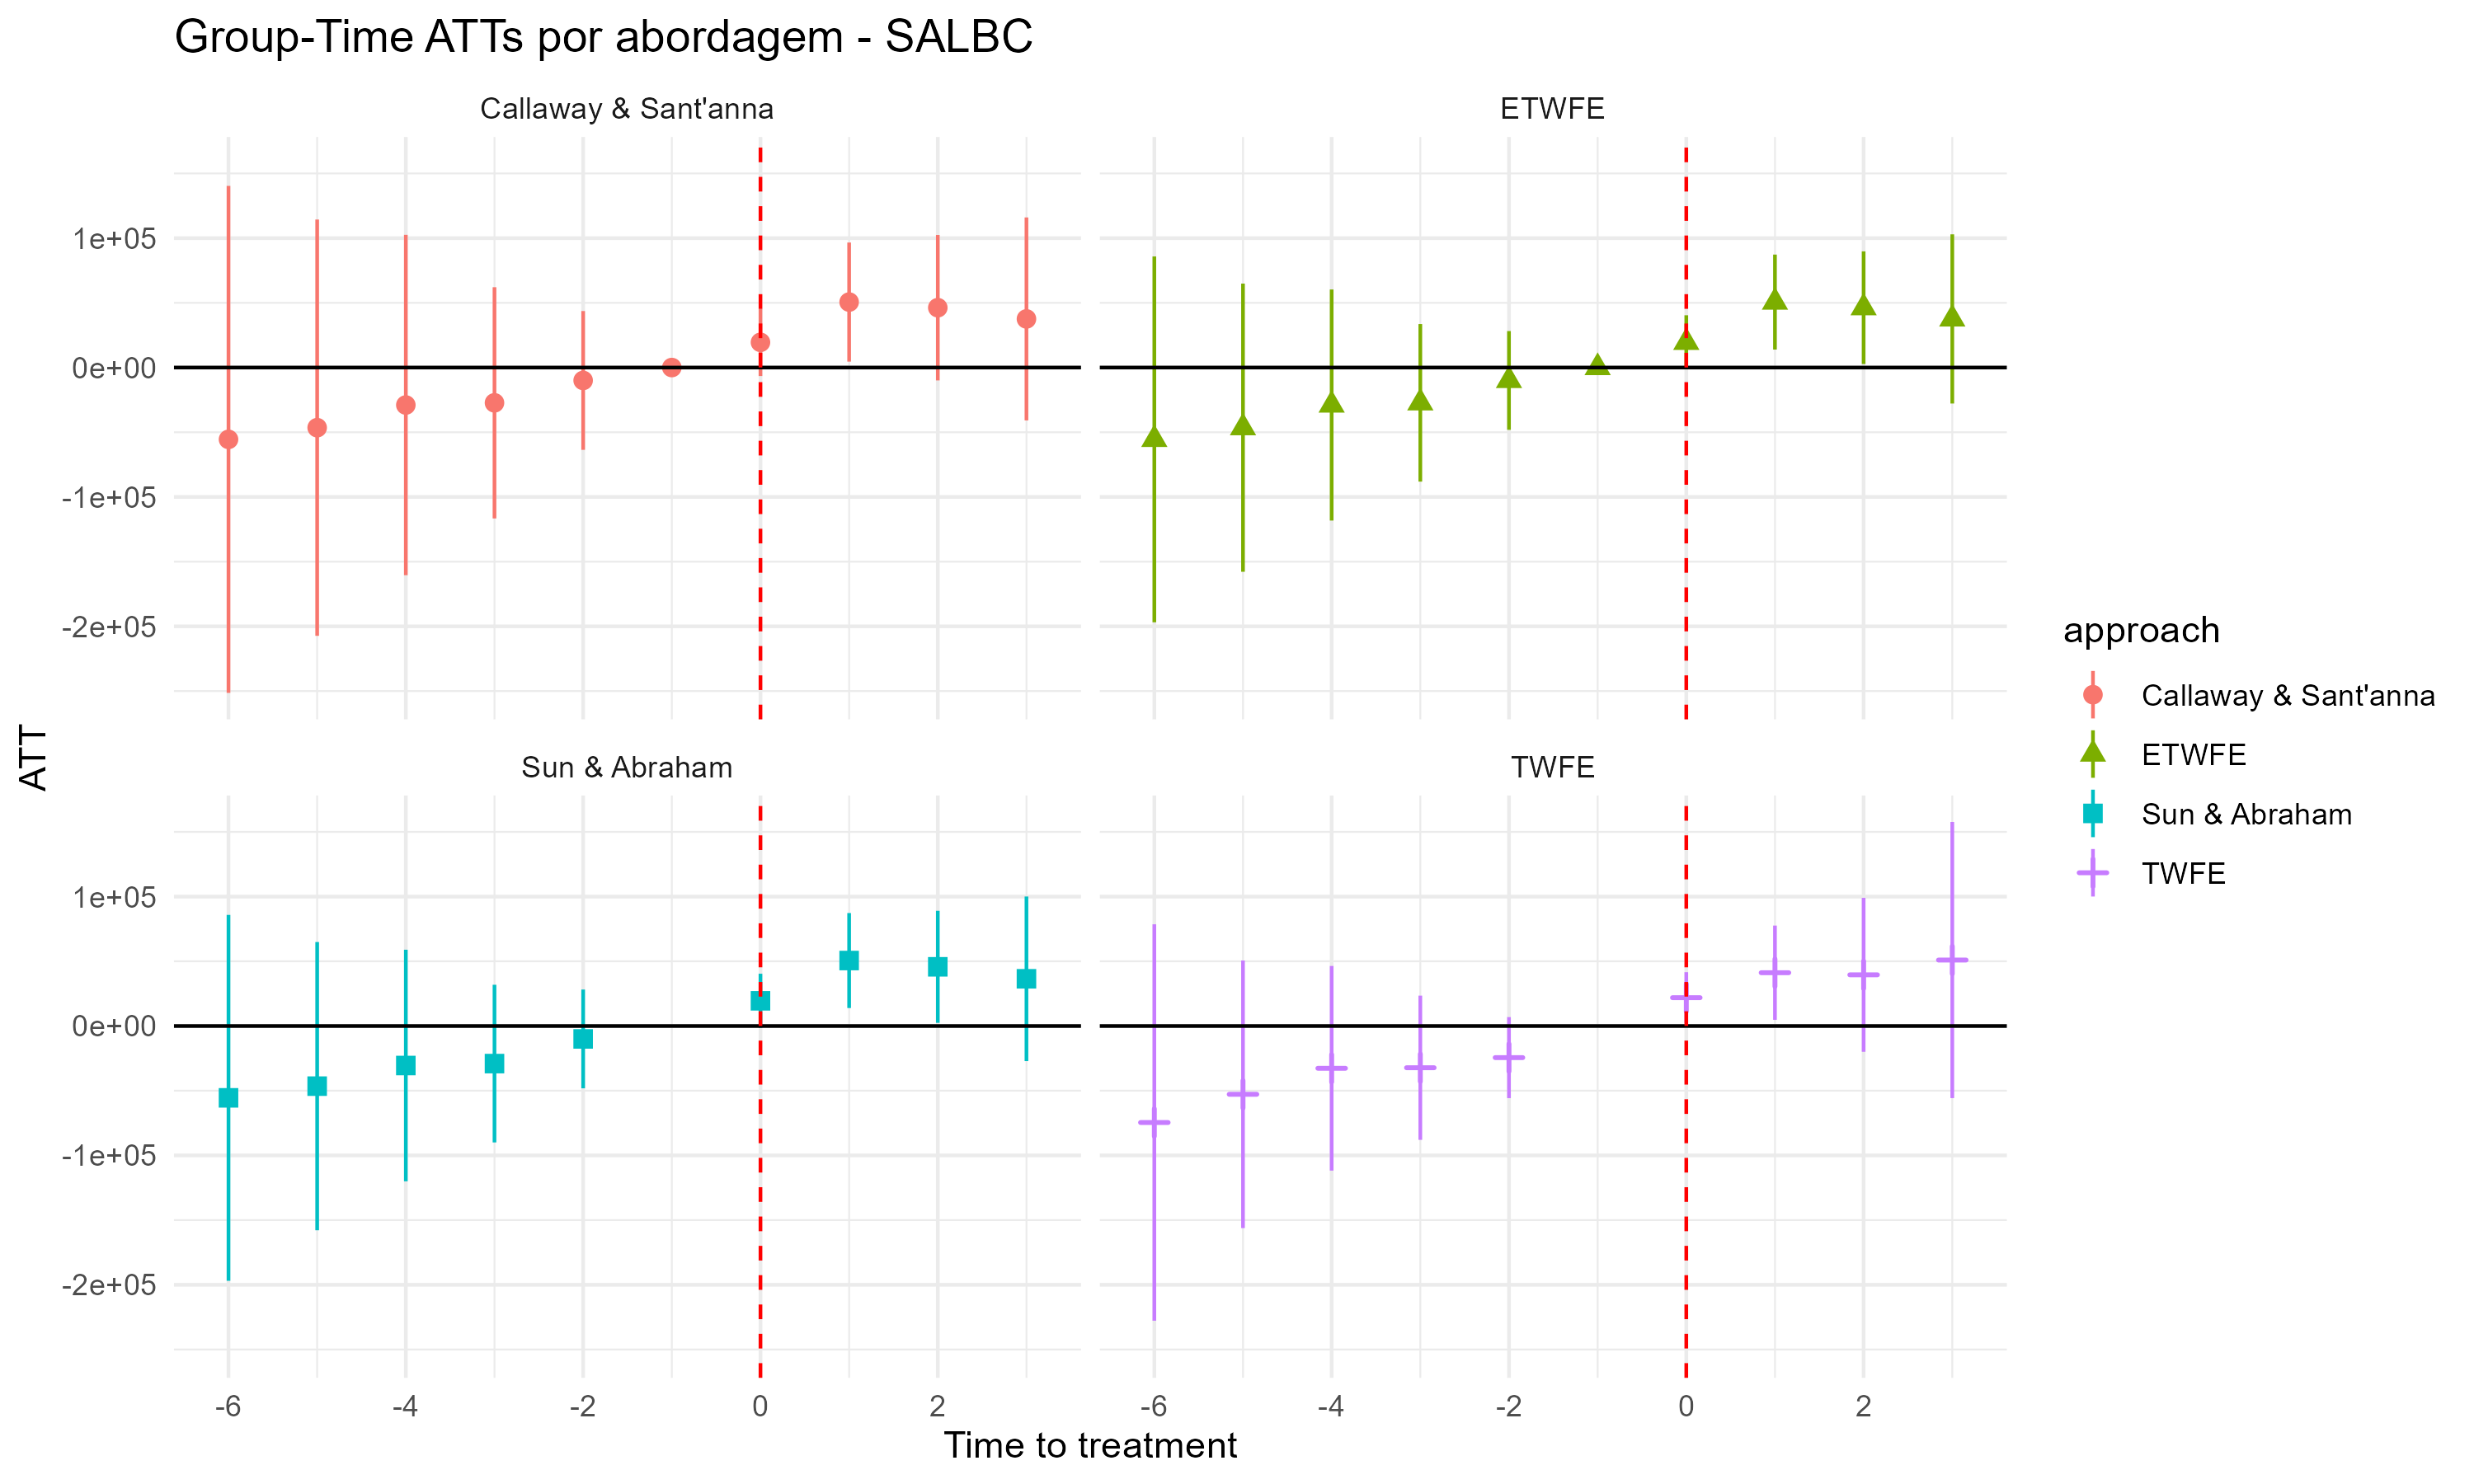 Group-Time ATTs por abordagem - SALBC
Callaway & Sant'anna
ETWFE
1e+05
0e+00
-1e+05
-2e+05
Sun & Abraham
TWFE
1e+05
0e+00
-1e+05
-2e+05
-6 -4 -2 0 2
-6 -4 -2 0 2
Time to treatment
ATT
approach
Callaway & Sant'anna
ETWFE
Sun & Abraham
TWFE